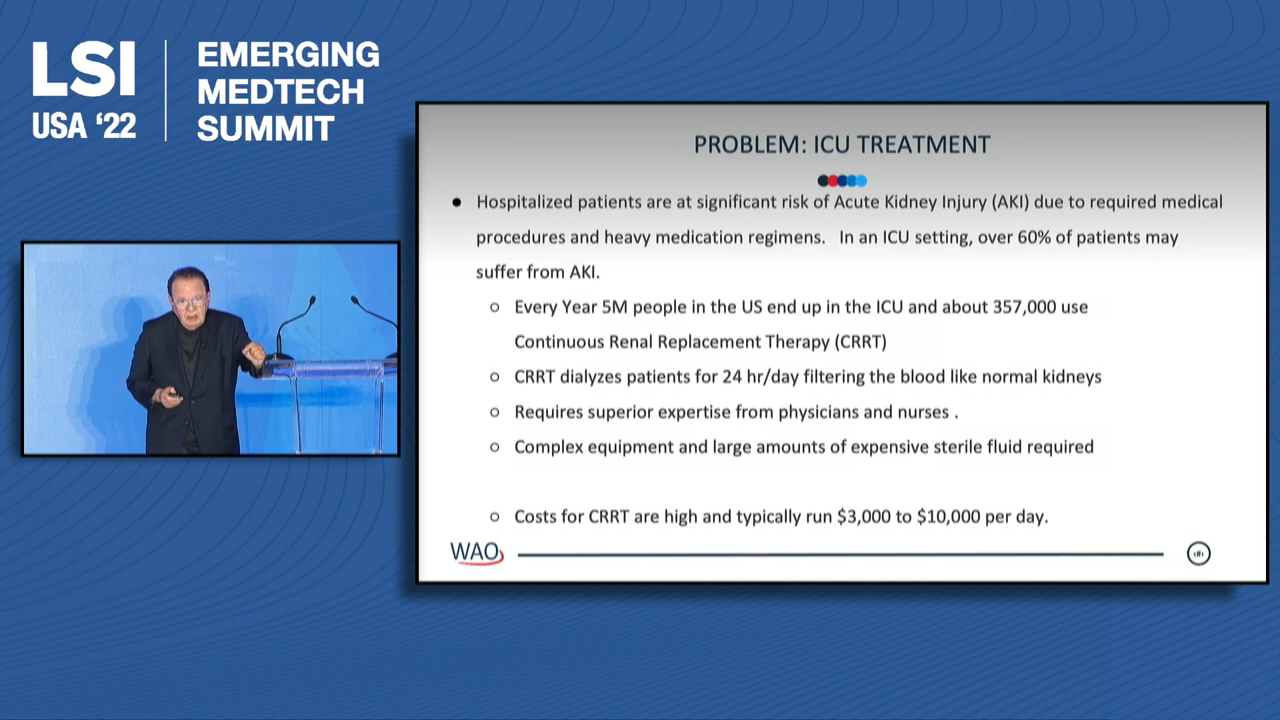 LSI
USA ‘22
EMERGING
MEDTECH
SUMMIT
PROBLEM: ICU TREATMENT
● Hospitalized patients are at significant risk of Acute Kidney Injury (AKI) due to required medical
procedures and heavy medication regimens. In an ICU setting, over 60% of patients may
suffer from AKI.
○ Every Year 5M people in the US end up in the ICU and about 357,000 use
Continuous Renal Replacement Therapy (CRRT)
○ CRRT dialyzes patients for 24 hr/day filtering the blood like normal kidneys
○ Requires superior expertise from physicians and nurses .
○ Complex equipment and large amounts of expensive sterile fluid required
○ Costs for CRRT are high and typically run $3,000 to $10,000 per day.
WAO